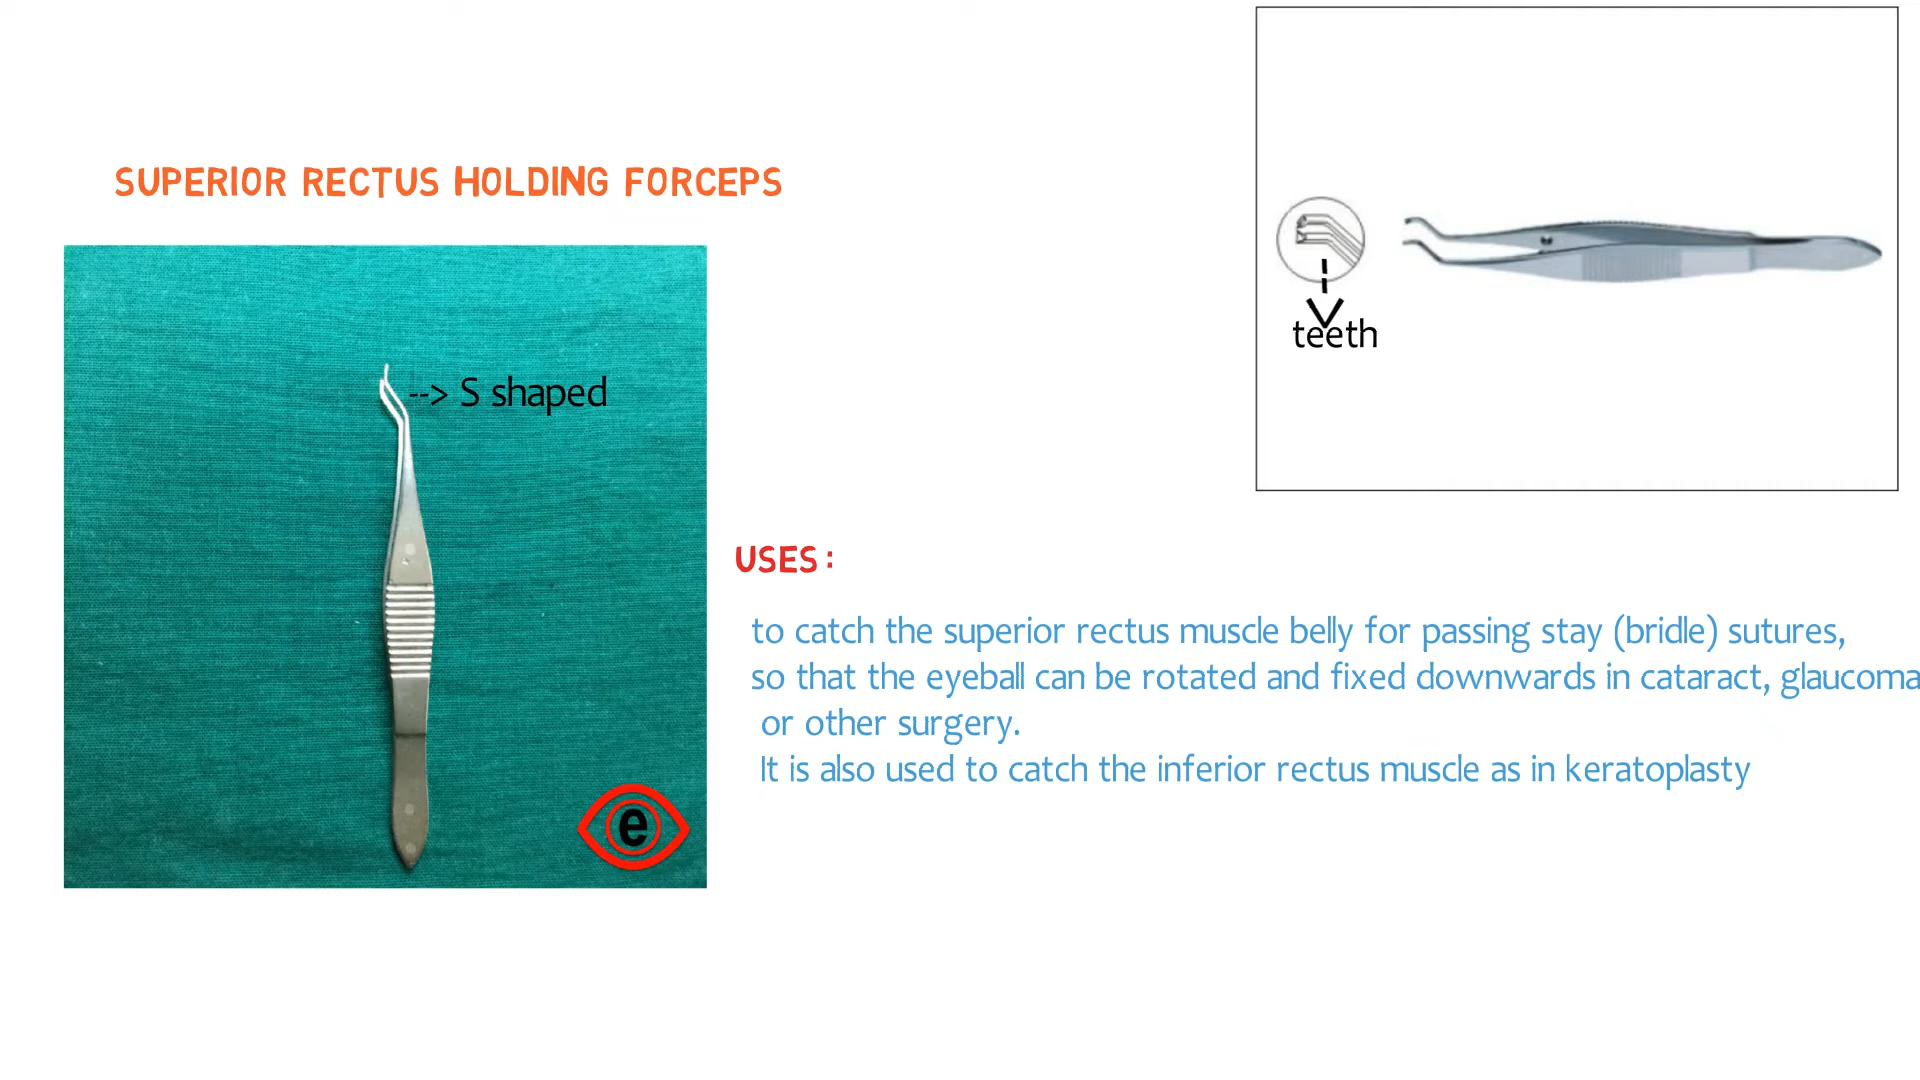 SUPERIOR RECTUS HOLDING FORCEPS
teeth
--> S shaped
USES:
to catch the superior rectus muscle belly for passing stay (bridle) sutures,
so that the eyeball can be rotated and fixed downwards in cataract, glaucoma
or other surgery.
It is also used to catch the inferior rectus muscle as in keratoplasty
e